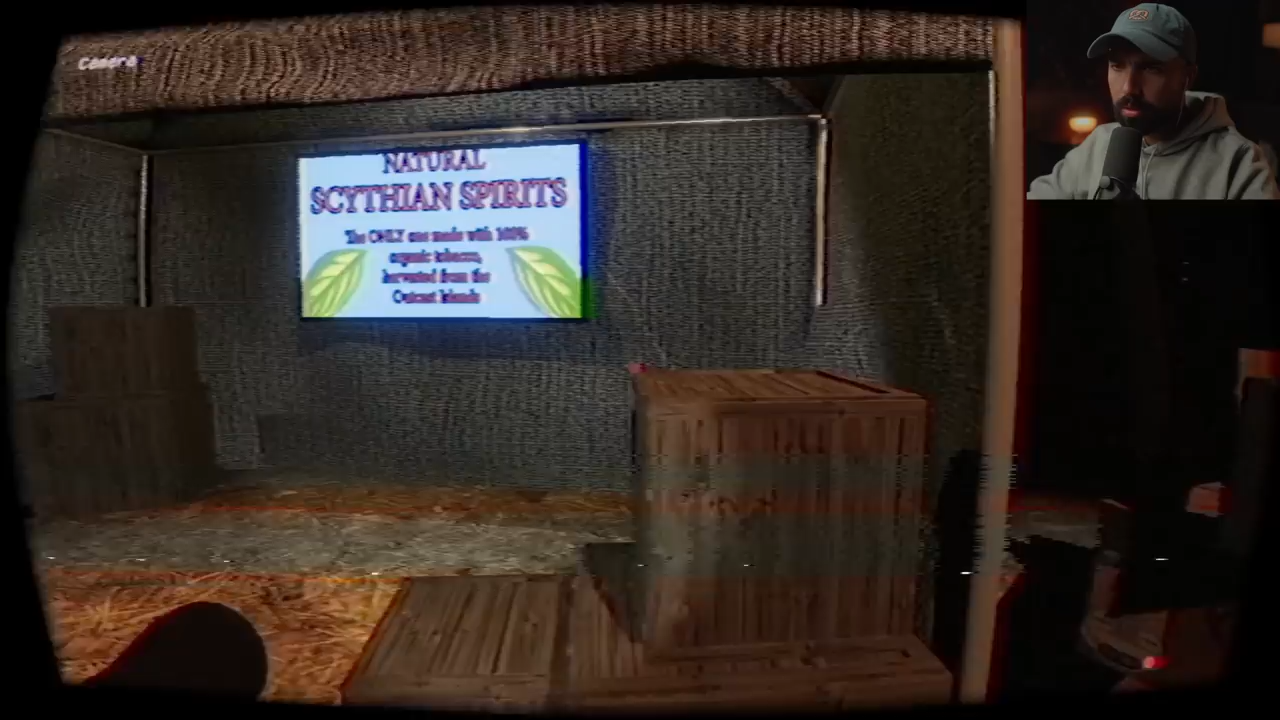 Camera
NATURAL
SCYTHIAN SPIRITS
The ONLY one made with 100%
organic tobacco,
harvested from the
Outcast Islands